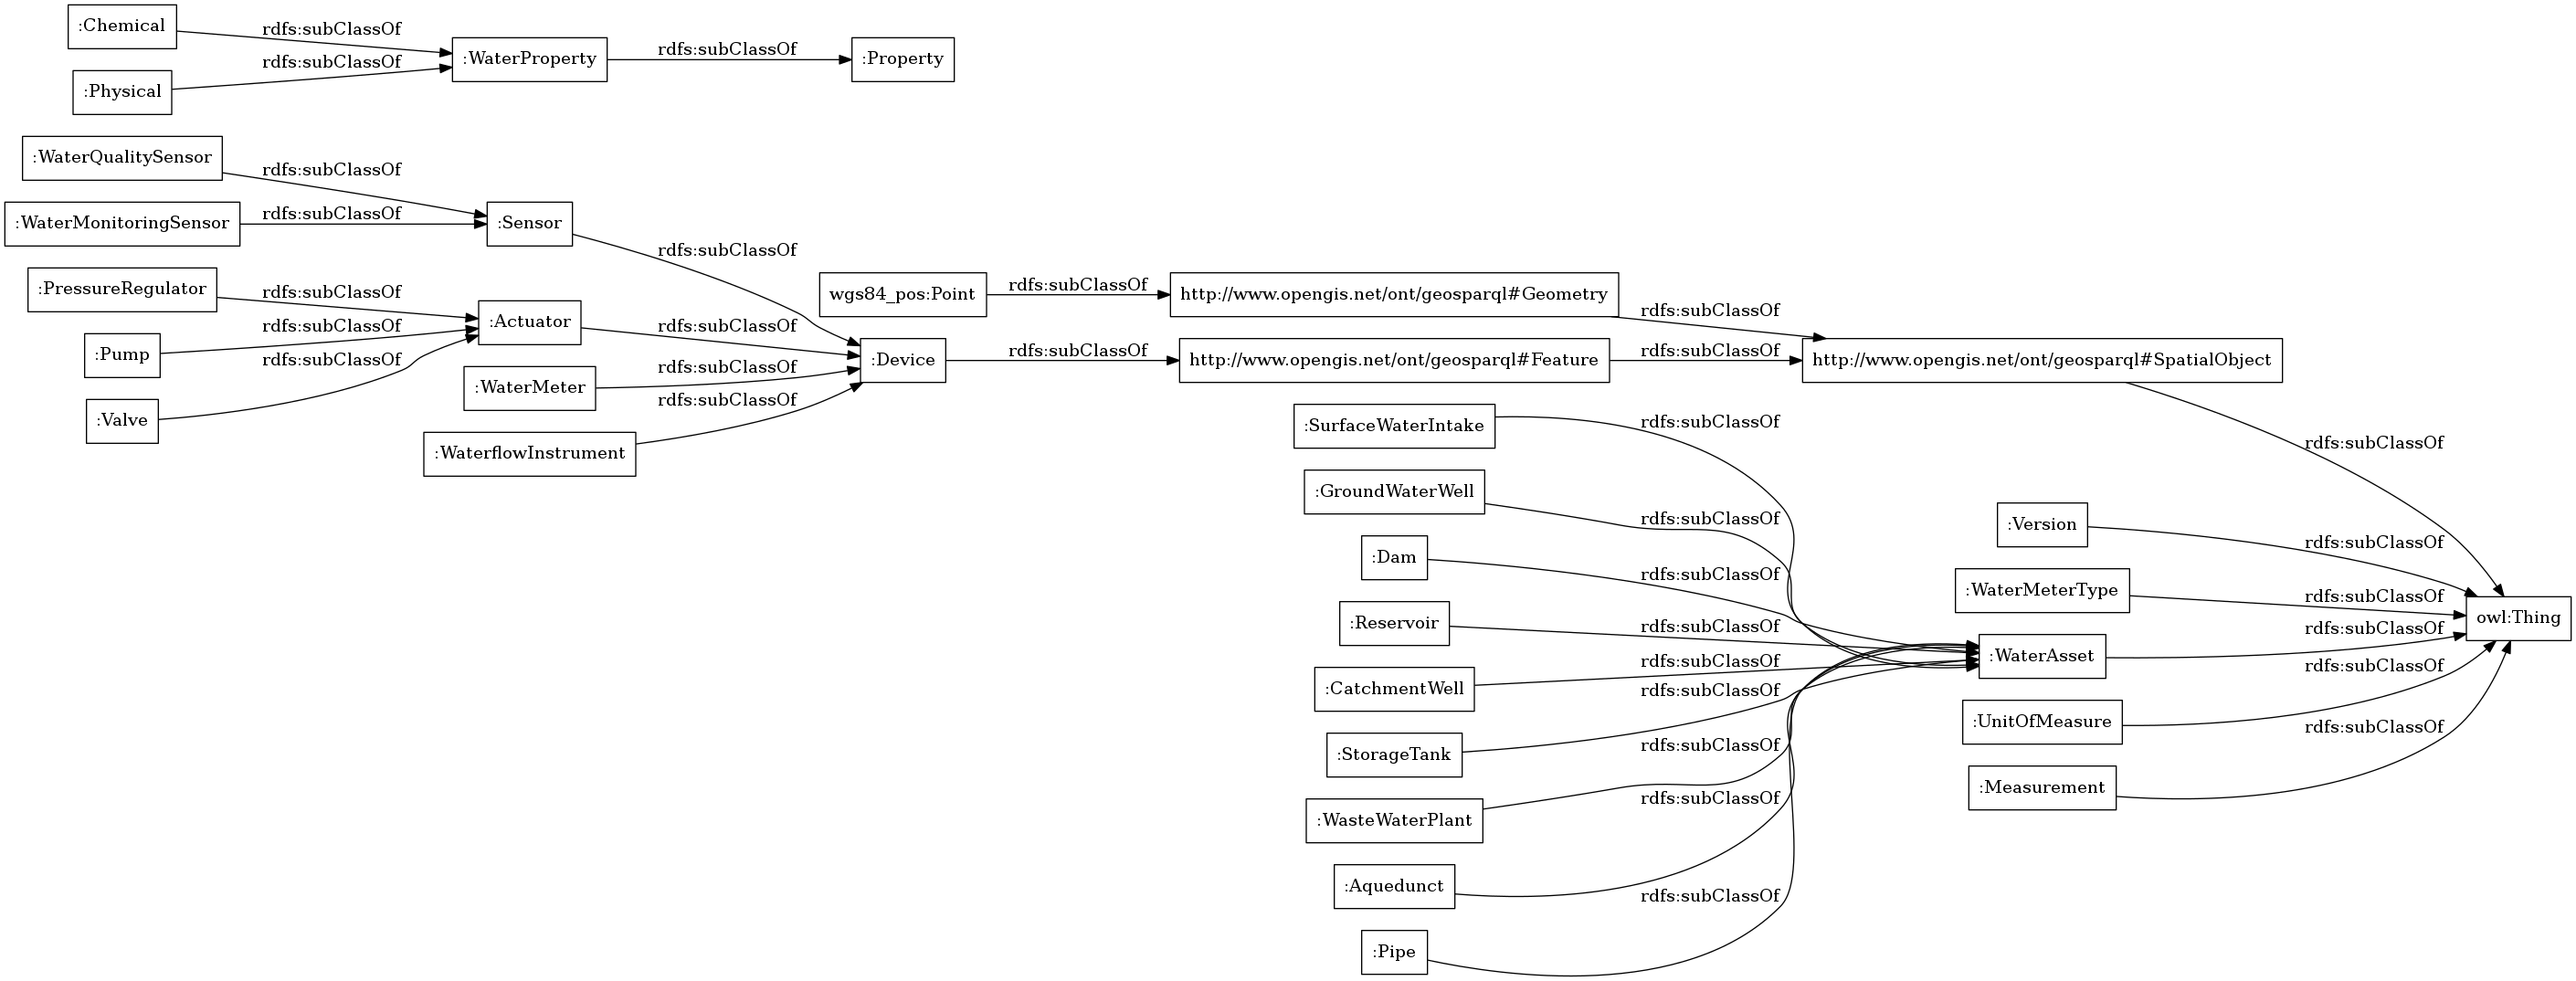 :Chemical
rdfs:subClassOf
:WaterProperty
rdfs:subClassOf
:Property
rdfs:subClassOf
:Physical
:WaterQualitySensor
rdfs:subClassOf
:WaterMonitoringSensor
rdfs:subClassOf
:Sensor
rdfs:subClassOf
:PressureRegulator
rdfs:subClassOf
:Actuator
rdfs:subClassOf
:Pump
rdfs:subClassOf
:Valve
rdfs:subClassOf
:WaterMeter
rdfs:subClassOf
:WaterflowInstrument
rdfs:subClassOf
:Device
rdfs:subClassOf
wgs84_pos:Point
rdfs:subClassOf
http://www.opengis.net/ont/geosparql#Geometry
rdfs:subClassOf
http://www.opengis.net/ont/geosparql#Feature
rdfs:subClassOf
http://www.opengis.net/ont/geosparql#SpatialObject
rdfs:subClassOf
:SurfaceWaterIntake
rdfs:subClassOf
:GroundWaterWell
rdfs:subClassOf
:Dam
rdfs:subClassOf
:Reservoir
rdfs:subClassOf
:CatchmentWell
rdfs:subClassOf
:StorageTank
rdfs:subClassOf
:WasteWaterPlant
rdfs:subClassOf
:Aquedunct
rdfs:subClassOf
:Pipe
rdfs:subClassOf
:Version
rdfs:subClassOf
:WaterMeterType
rdfs:subClassOf
:WaterAsset
rdfs:subClassOf
:UnitOfMeasure
rdfs:subClassOf
:Measurement
rdfs:subClassOf
owl:Thing